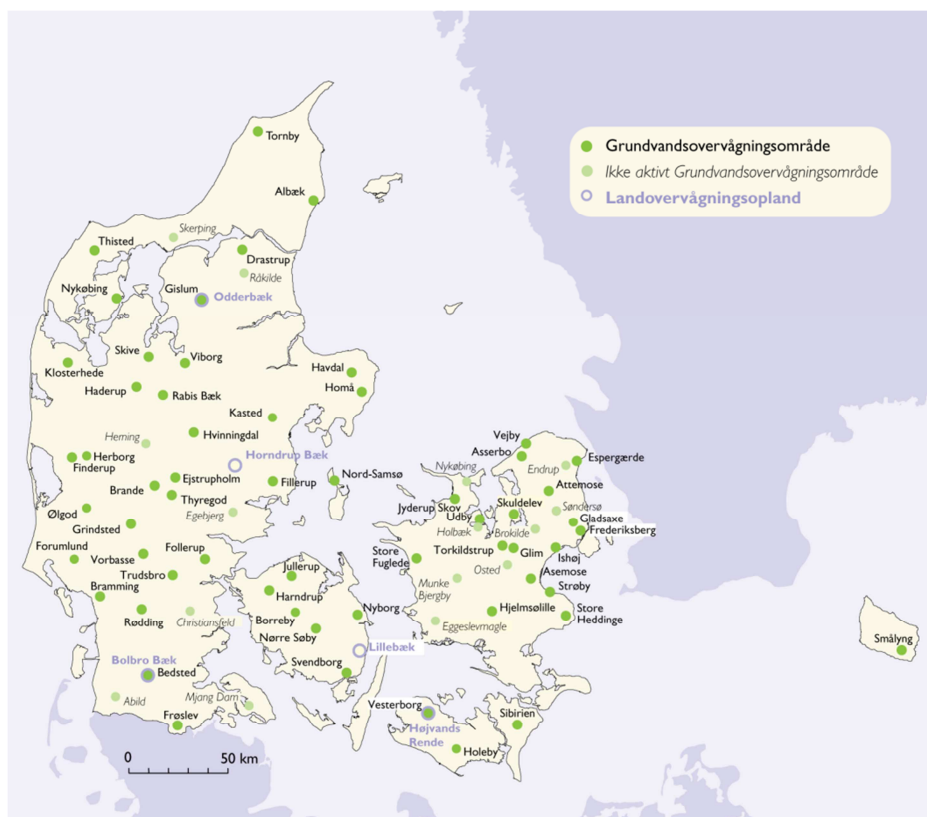 Grundvandsovervågningsområde
Ikke aktivt Grundvandsovervågningsområde
Landovervågningsopland
Tornby
Albæk
Skerping
Thisted
Drastrup
Råkilde
Nykøbing
Gislum
Odderbæk
Skive
Viborg
Klosterhede
Havdal
Homå
Haderup
Rabis Bæk
Kasted
Hvinningdal
Herning
Herborg
Finderup
Horndrup Bæk
Ejstrupholm
Fillerup
Nord-Samsø
Brande
Thyregod
Egebjerg
Ølgod
Grindsted
Forumlund
Vorbasse
Follerup
Trudsbro
Bramming
Rødding
Christiansfeld
Jullerup
Harndrup
Borreby
Nørre Søby
Nyborg
Lillebæk
Svendborg
Bolbro Bæk
Bedsted
Abild
Mjang Dam
Frøslev
Vejby
Asserbo
Nykøbing
Endrup
Espergærde
Attemose
Jyderup Skov
Skuldelev
Søndersø
Udby
Gladsaxe
Holbæk
Brokilde
Frederiksberg
Store
Fuglede
Torkildstrup
Glim
Ishøj
Osted
Asemose
Munke
Bjergby
Strøby
Hjelmsølille
Store
Heddinge
Eggeslevmagle
Vesterborg
Højvands
Rende
Sibirien
Holeby
Smålyng
0 50 km